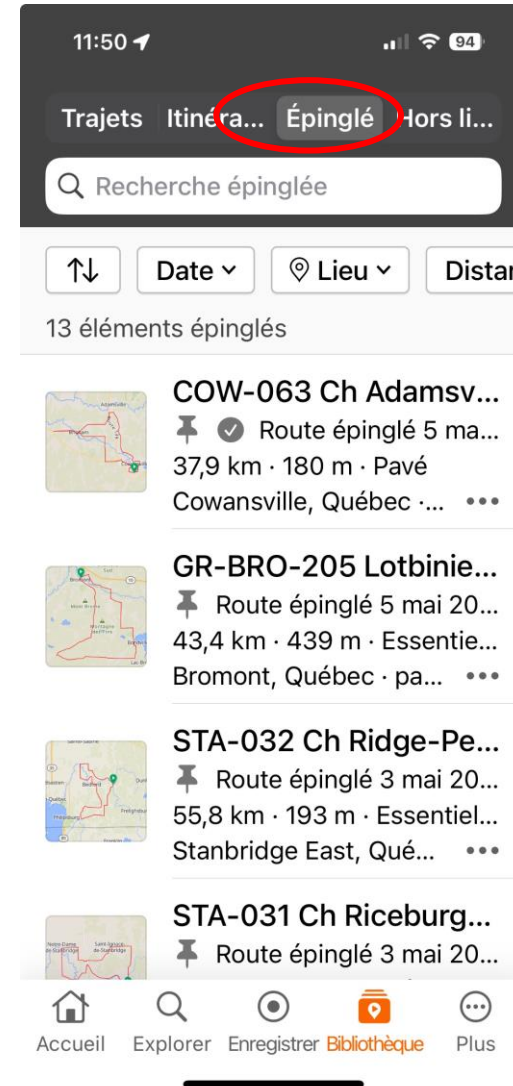 11:50 94
Trajets Itinéra... Épinglé Hors li...
Recherche épinglée
Date Lieu Distar
13 éléments épinglés
COW-063 Ch Adamsv...
Route épinglé 5 ma...
37,9 km · 180 m · Pavé
Cowansville, Québec ·... •••
GR-BRO-205 Lotbinie...
Route épinglé 5 mai 20...
43,4 km · 439 m · Essentie...
Bromont, Québec · pa... •••
STA-032 Ch Ridge-Pe...
Route épinglé 3 mai 20...
55,8 km · 193 m · Essentiel...
Stanbridge East, Qué... •••
STA-031 Ch Riceburg...
Route épinglé 3 mai 20...
Accueil Explorer Enregistrer Bibliothèque Plus